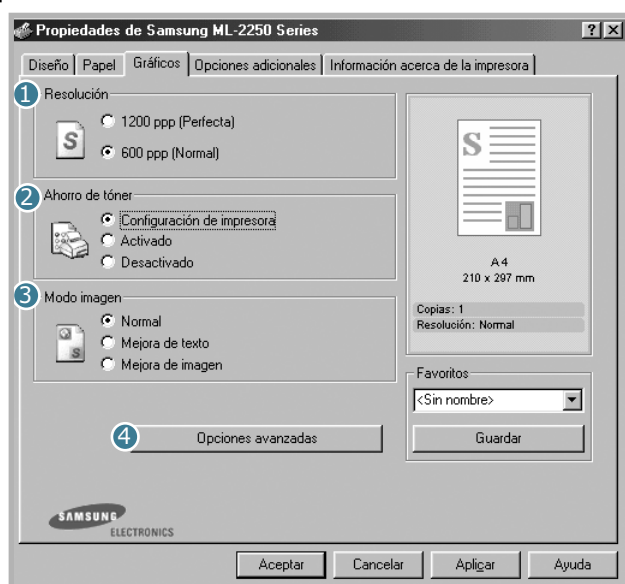 Propiedades de Samsung ML-2250 Series
Diseño Papel Gráficos Opciones adicionales Información acerca de la impresora
1 Resolución
1200 ppp (Perfecta)
600 ppp (Normal)
S
2 Ahorro de tóner
Configuración de impresora
Activado
Desactivado
3 Modo imagen
Normal
Mejora de texto
Mejora de imagen
S
4 Opciones avanzadas
S
A4
210 x 297 mm
Copias: 1
Resolución: Normal
Favoritos
<Sin nombre>
Guardar
SAMSUNG
ELECTRONICS
Aceptar Cancelar Aplicar Ayuda